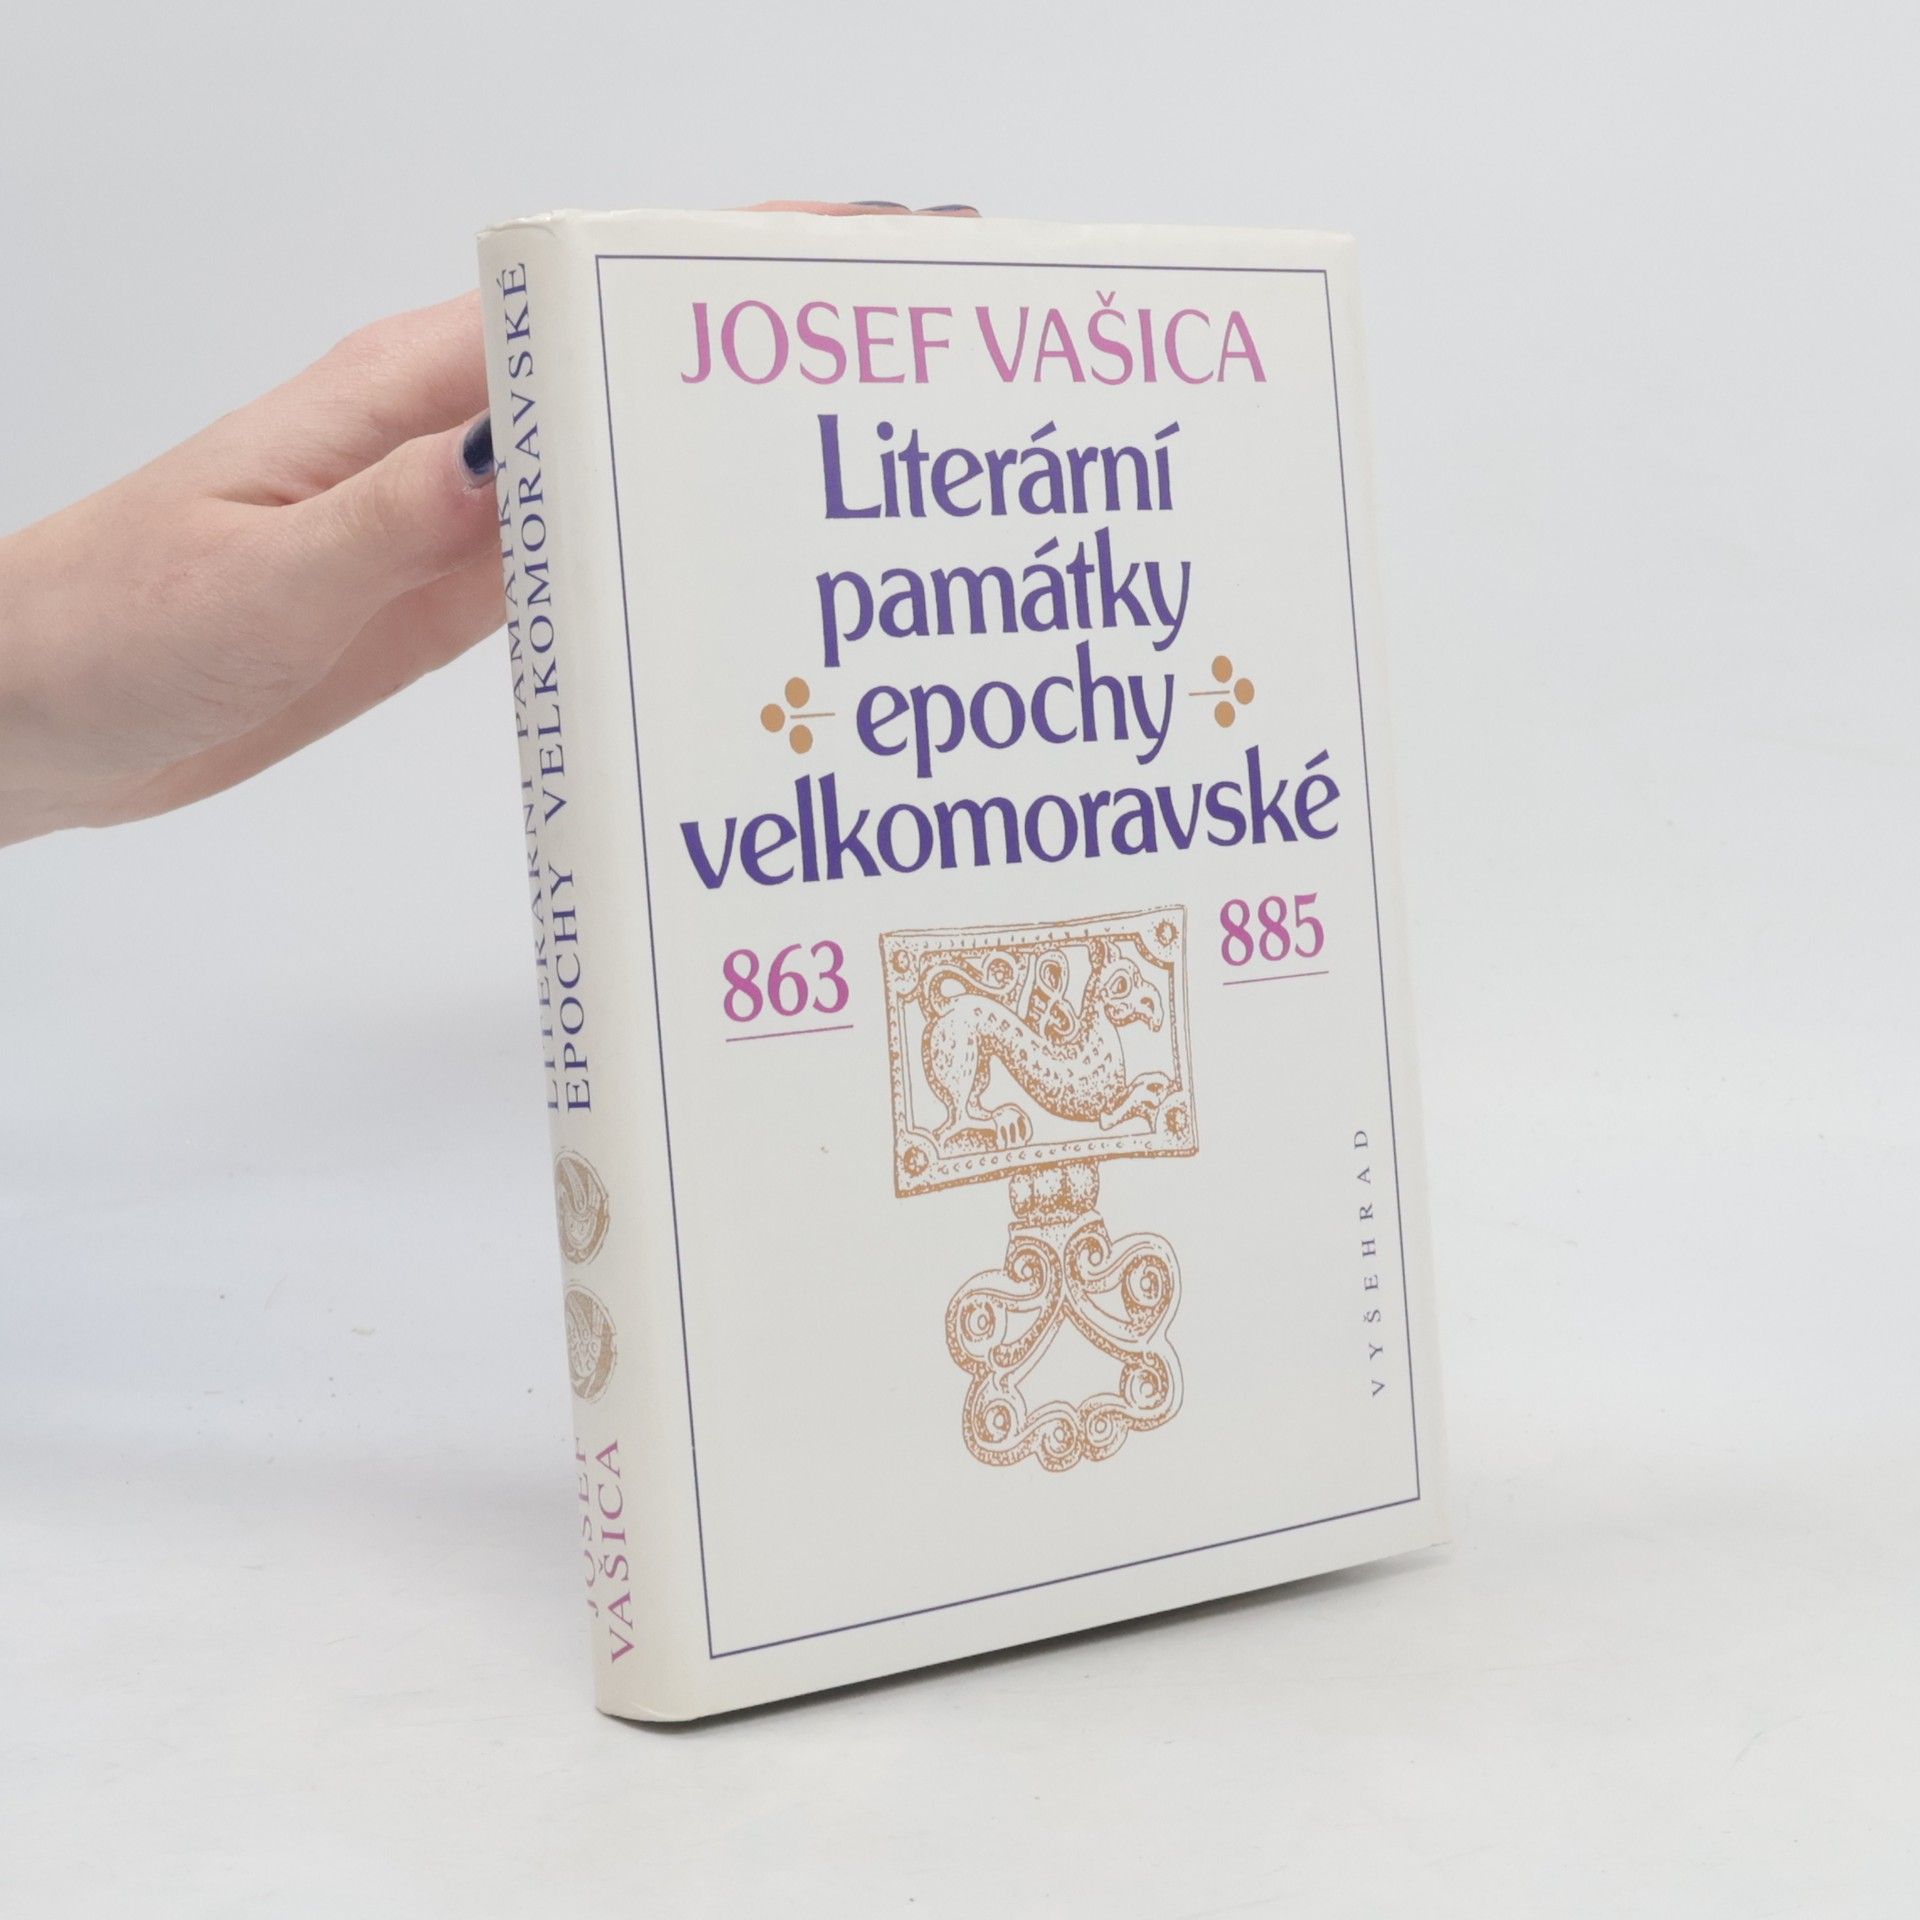 JOSEF VAŠICA
Literární
památky
epochy
velkomoravské
863
885
VYŠEHRAD
LITERÁRNÍ PAMÁTKY
EPOCHY VELKOMORAVSKÉ
JOSEF
VAŠICA